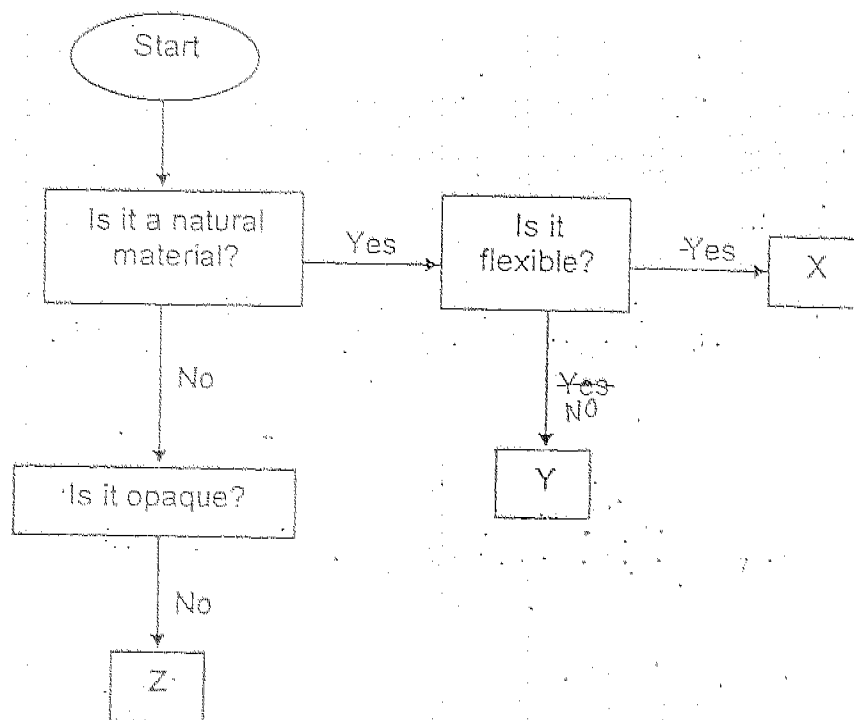 Start
Is it a natural
material?
Yes
Is it
flexible?
Yes
X
No
Yes
No
Y
Is it opaque?
No
Z